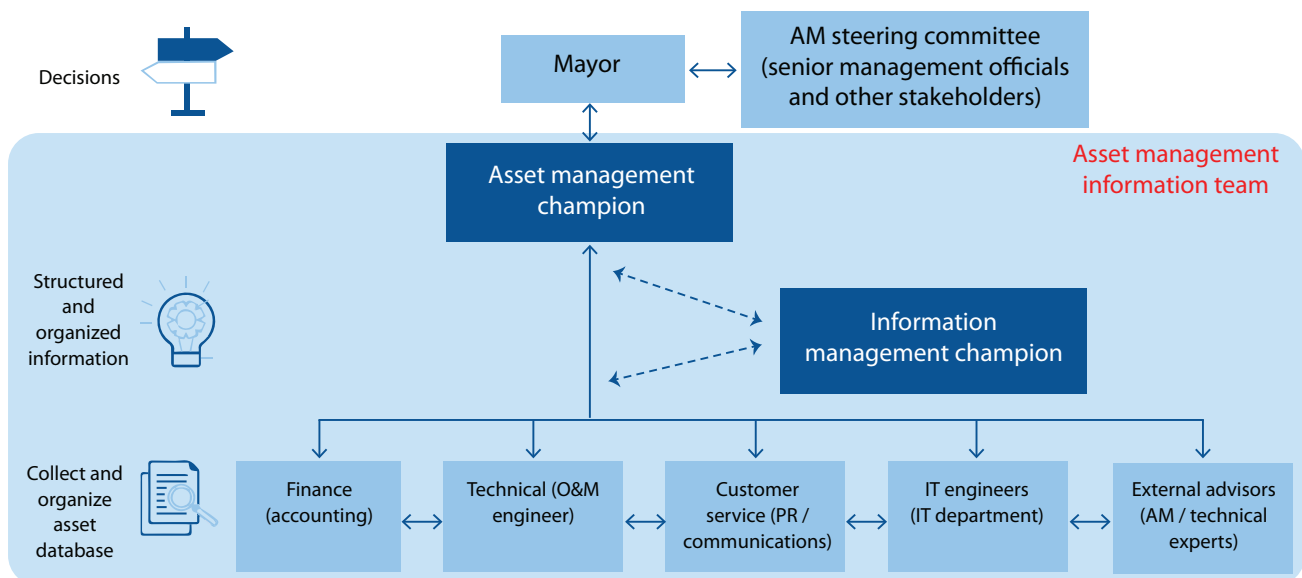 Decisions
Mayor
AM steering committee
(senior management officials
and other stakeholders)
Asset management
information team
Asset management
champion
Structured
and
organized
information
Information
management champion
Collect and
organize
asset
database
Finance
(accounting)
Technical (O&M
engineer)
Customer
service (PR /
communications)
IT engineers
(IT department)
External advisors
(AM / technical
experts)